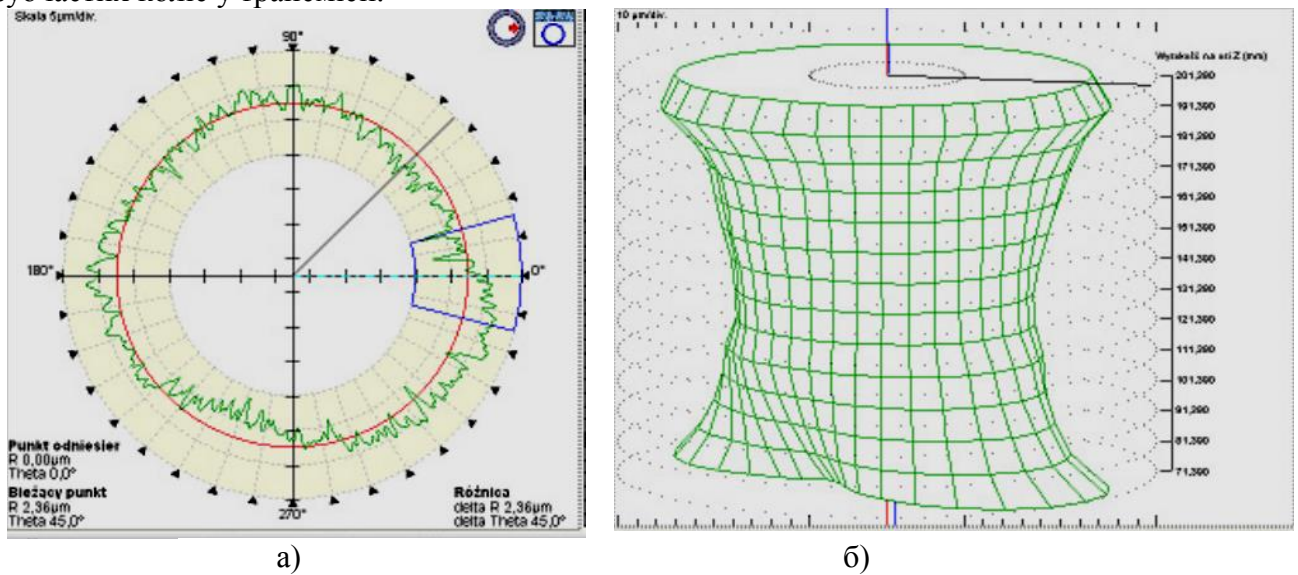 Skala 5µm/div.
90°
180°
0°
270°
Punkt odniesier
R 0,00µm
Theta 0,0°
Bieżący punkt
R 2,36µm
Theta 45,0°
Różnica
delta R 2,36µm
delta Theta 45,0°
а)
10 µm/div.
Wysokość na osi Z (mm)
201,390
191,390
181,390
171,390
161,390
151,390
141,390
131,390
121,390
111,390
101,390
91,390
81,390
71,390
б)